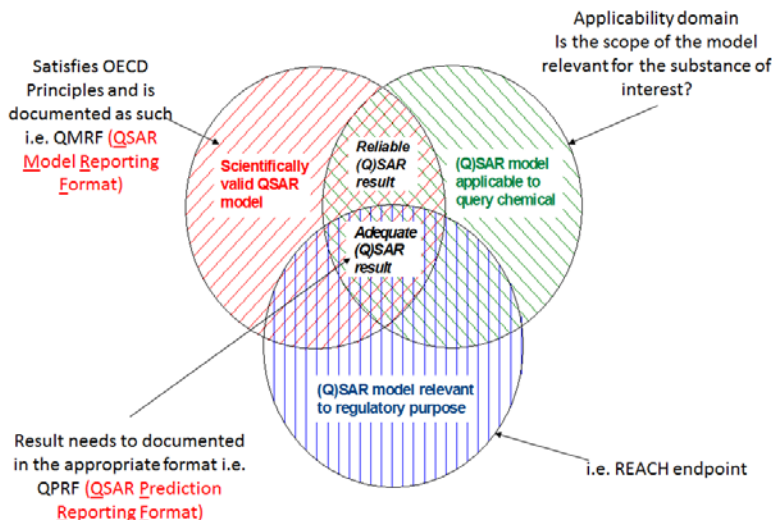 Applicability domain
Is the scope of the model
relevant for the substance of
interest?
Satisfies OECD
Principles and is
documented as such
i.e. QMRF (QSAR
Model Reporting
Format)
Scientifically
valid QSAR
model
Reliable
(Q)SAR
result
(Q)SAR model
applicable to
query chemical
Adequate
(Q)SAR
result
(Q)SAR model relevant
to regulatory purpose
Result needs to documented
in the appropriate format i.e.
QPRF (QSAR Prediction
Reporting Format)
i.e. REACH endpoint